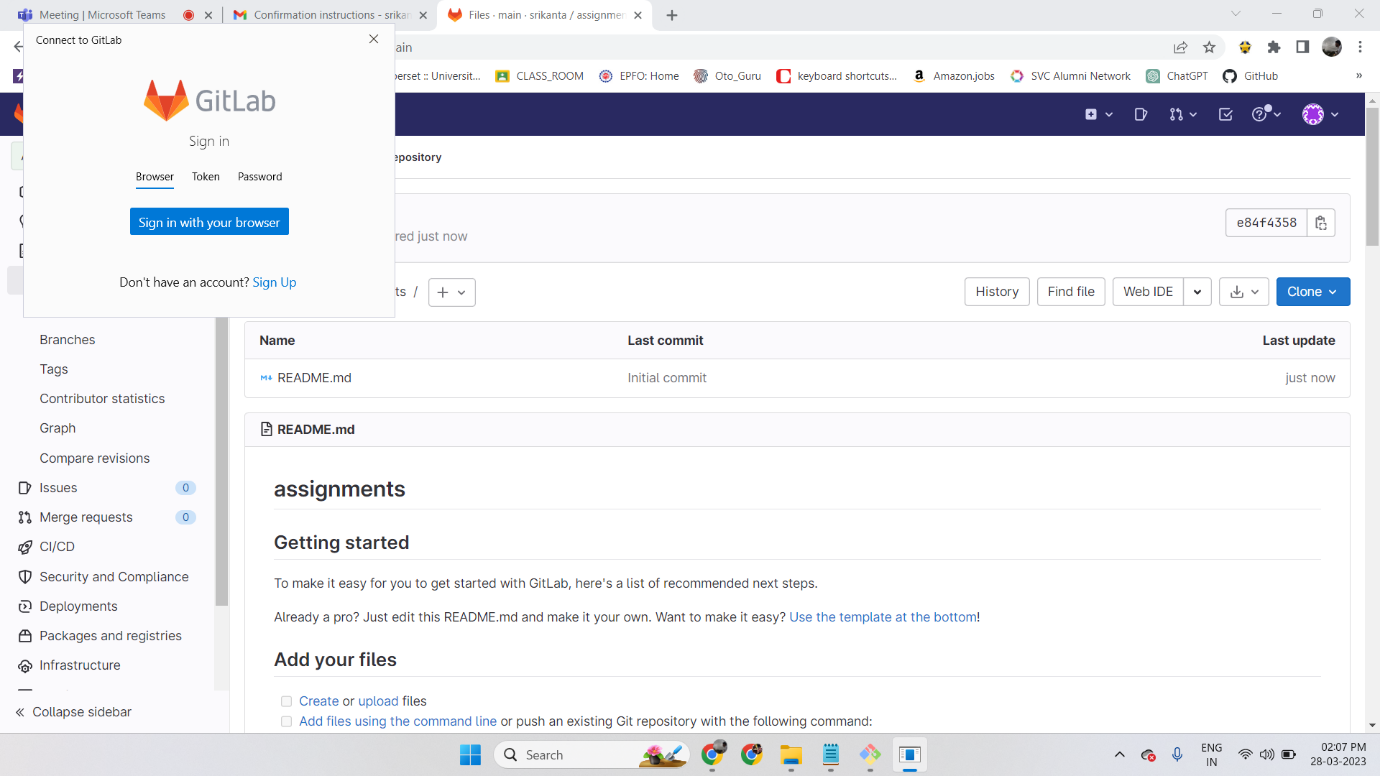 Meeting | Microsoft Teams
Confirmation instructions - srikan
Files · main · srikanta / assignmen
Connect to GitLab
GitLab
Sign in
Browser Token Password
Sign in with your browser
Don't have an account? Sign Up
ain
perset :: Universit...
CLASS_ROOM
EPFO: Home
Oto_Guru
keyboard shortcuts...
Amazon.jobs
SVC Alumni Network
ChatGPT
GitHub
»
epository
red just now
e84f4358
ts / +
History
Find file
Web IDE
Clone
Name Last commit Last update
README.md Initial commit just now
README.md
assignments
Getting started
To make it easy for you to get started with GitLab, here's a list of recommended next steps.
Already a pro? Just edit this README.md and make it your own. Want to make it easy? Use the template at the bottom!
Add your files
Create or upload files
Add files using the command line or push an existing Git repository with the following command:
Branches
Tags
Contributor statistics
Graph
Compare revisions
Issues 0
Merge requests 0
CI/CD
Security and Compliance
Deployments
Packages and registries
Infrastructure
« Collapse sidebar
Search
ENG
IN
02:07 PM
28-03-2023